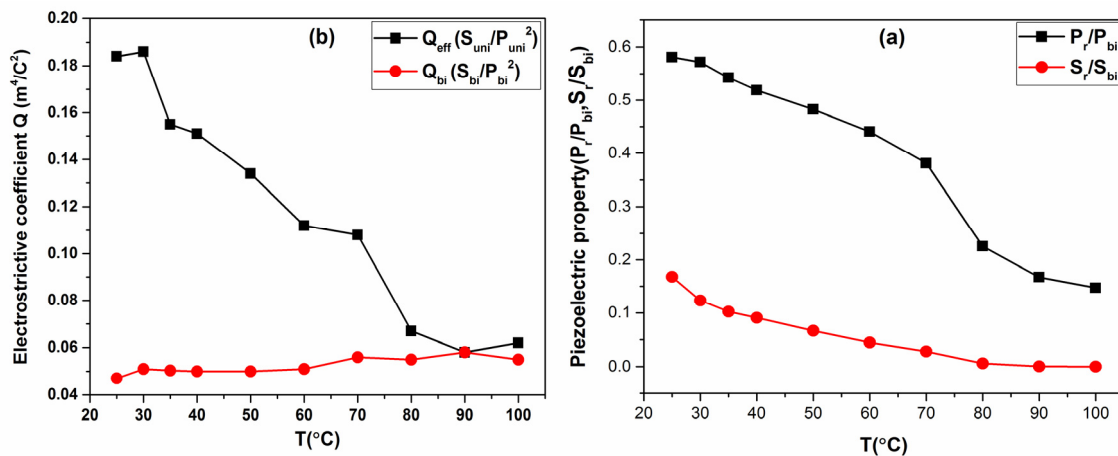 (b)
Q_eff (S_uni/P_uni^2)
Q_bi (S_bi/P_bi^2)
Electrostrictive coefficient Q (m^4/C^2)
0.20
0.18
0.16
0.14
0.12
0.10
0.08
0.06
0.04
20 30 40 50 60 70 80 90 100
T(°C)
(a)
P_r/P_bi
S_r/S_bi
Piezoelectric property(P_r/P_bi,S_r/S_bi)
0.6
0.5
0.4
0.3
0.2
0.1
0.0
20 30 40 50 60 70 80 90 100
T(°C)